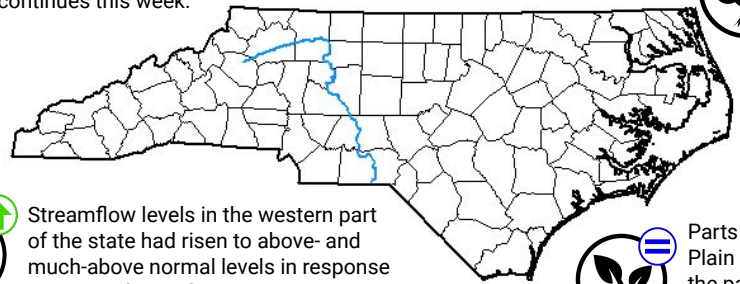 continues this week.
Streamflow levels in the western part
of the state had risen to above- and
much-above normal levels in response
Parts
Plain